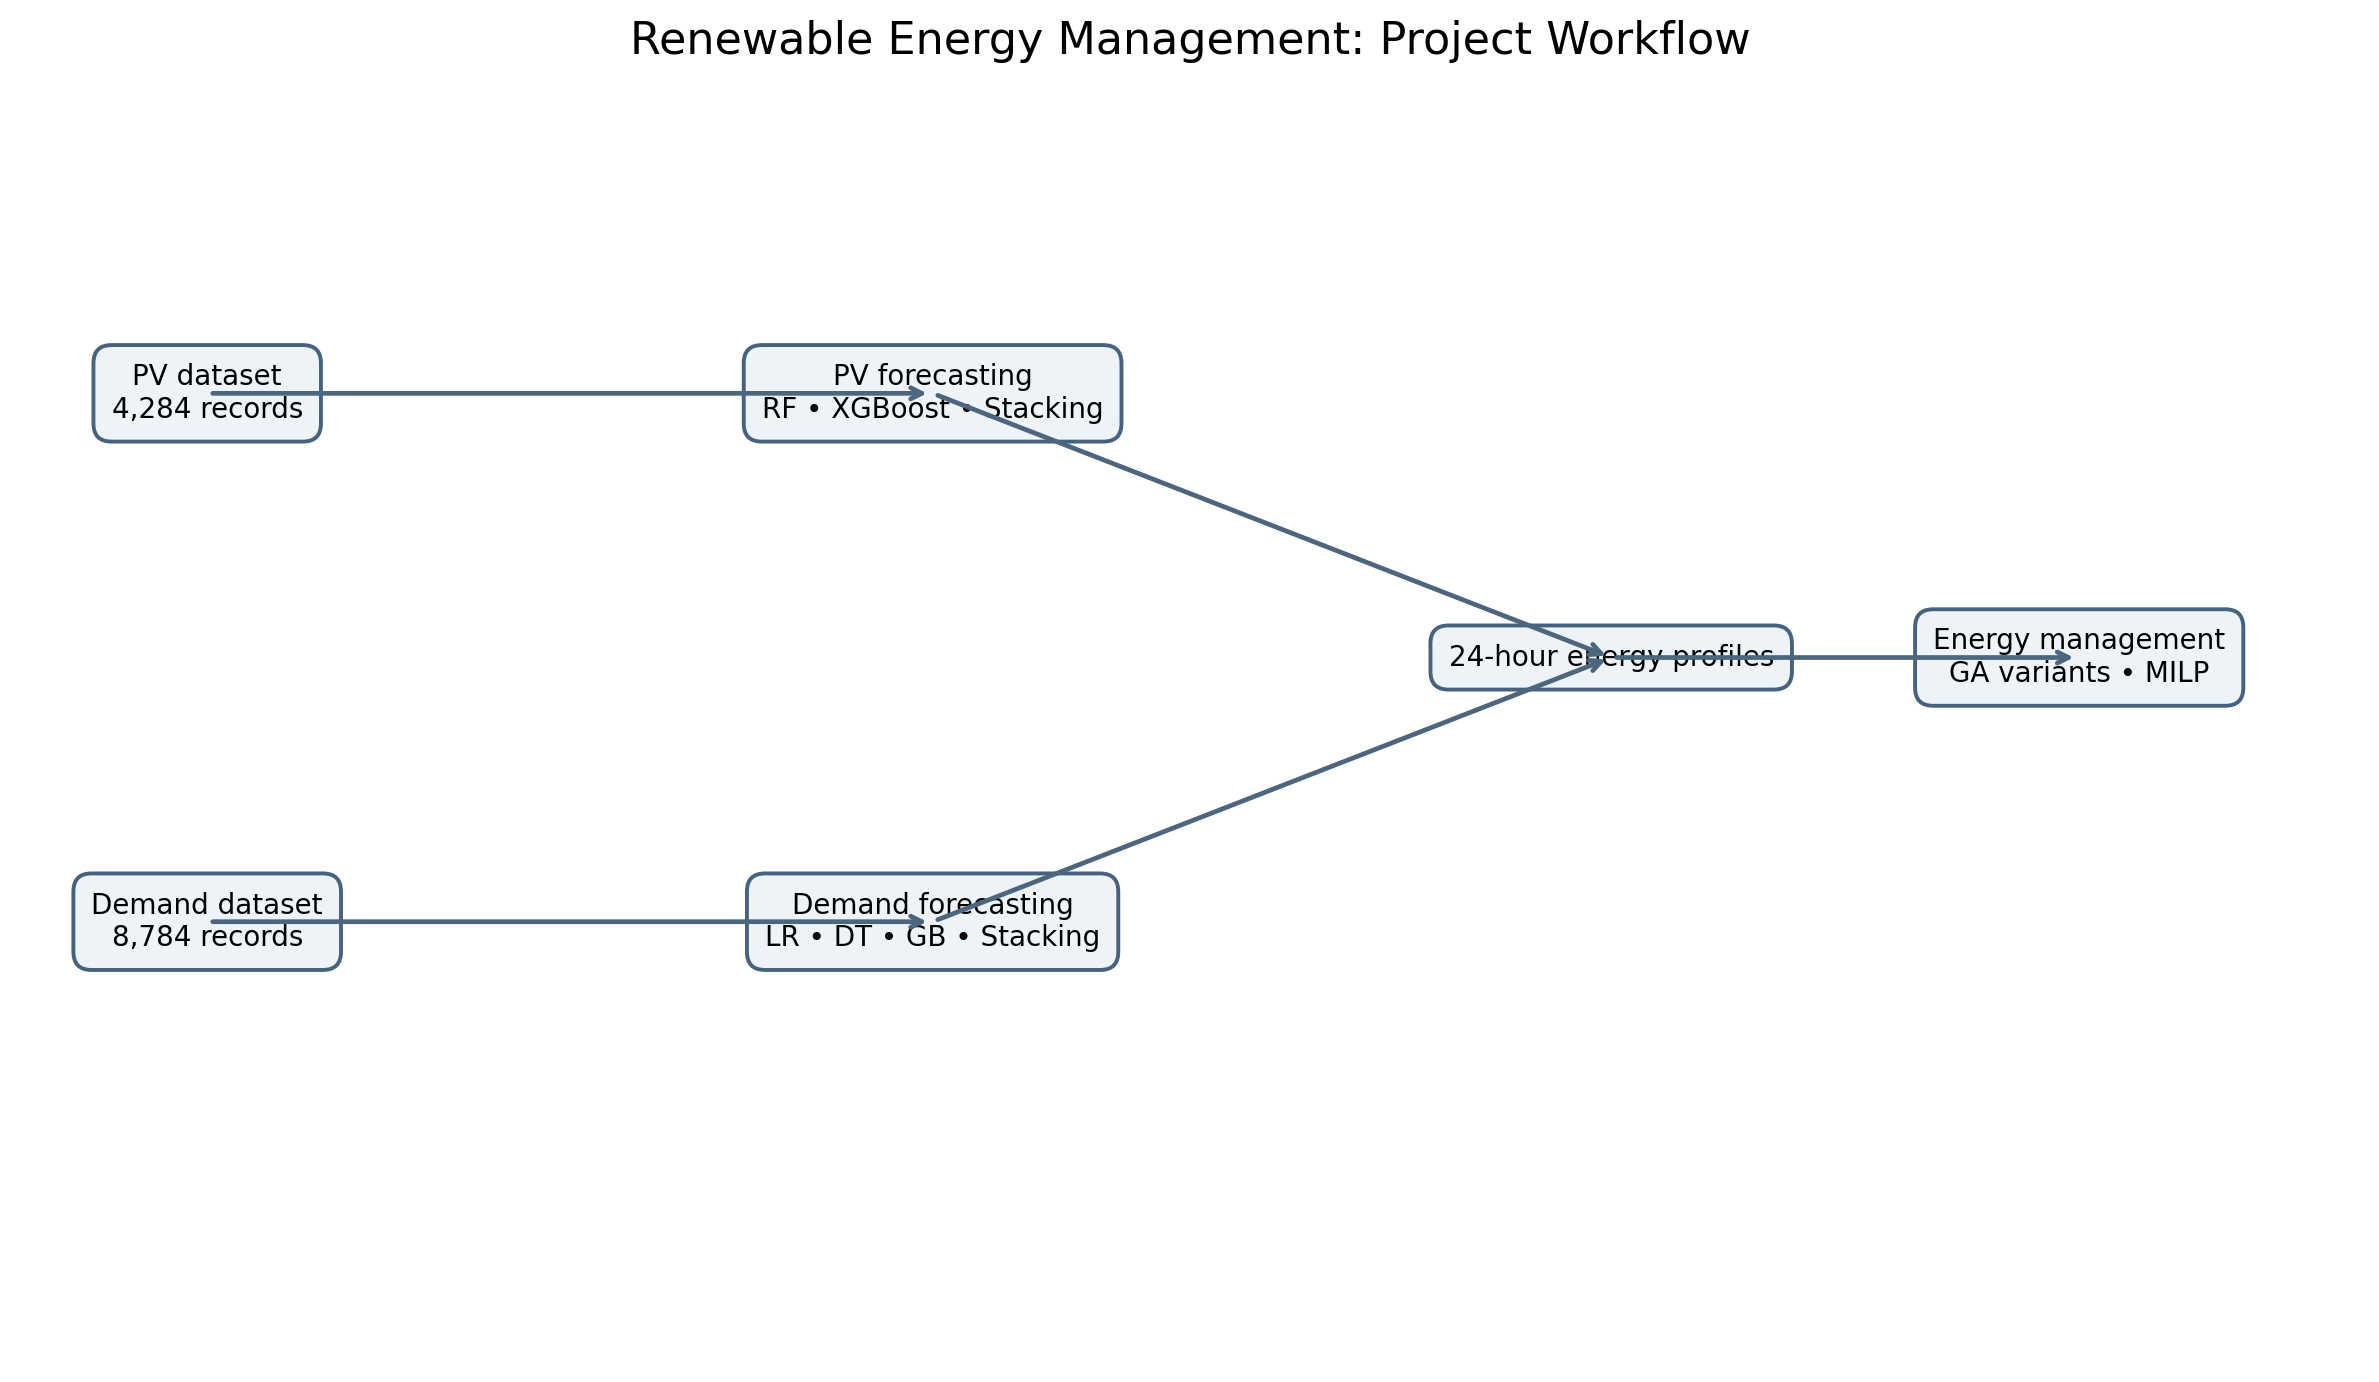 Renewable Energy Management: Project Workflow
PV dataset
4,284 records
PV forecasting
RF • XGBoost • Stacking
24-hour energy profiles
Energy management
GA variants • MILP
Demand dataset
8,784 records
Demand forecasting
LR • DT • GB • Stacking